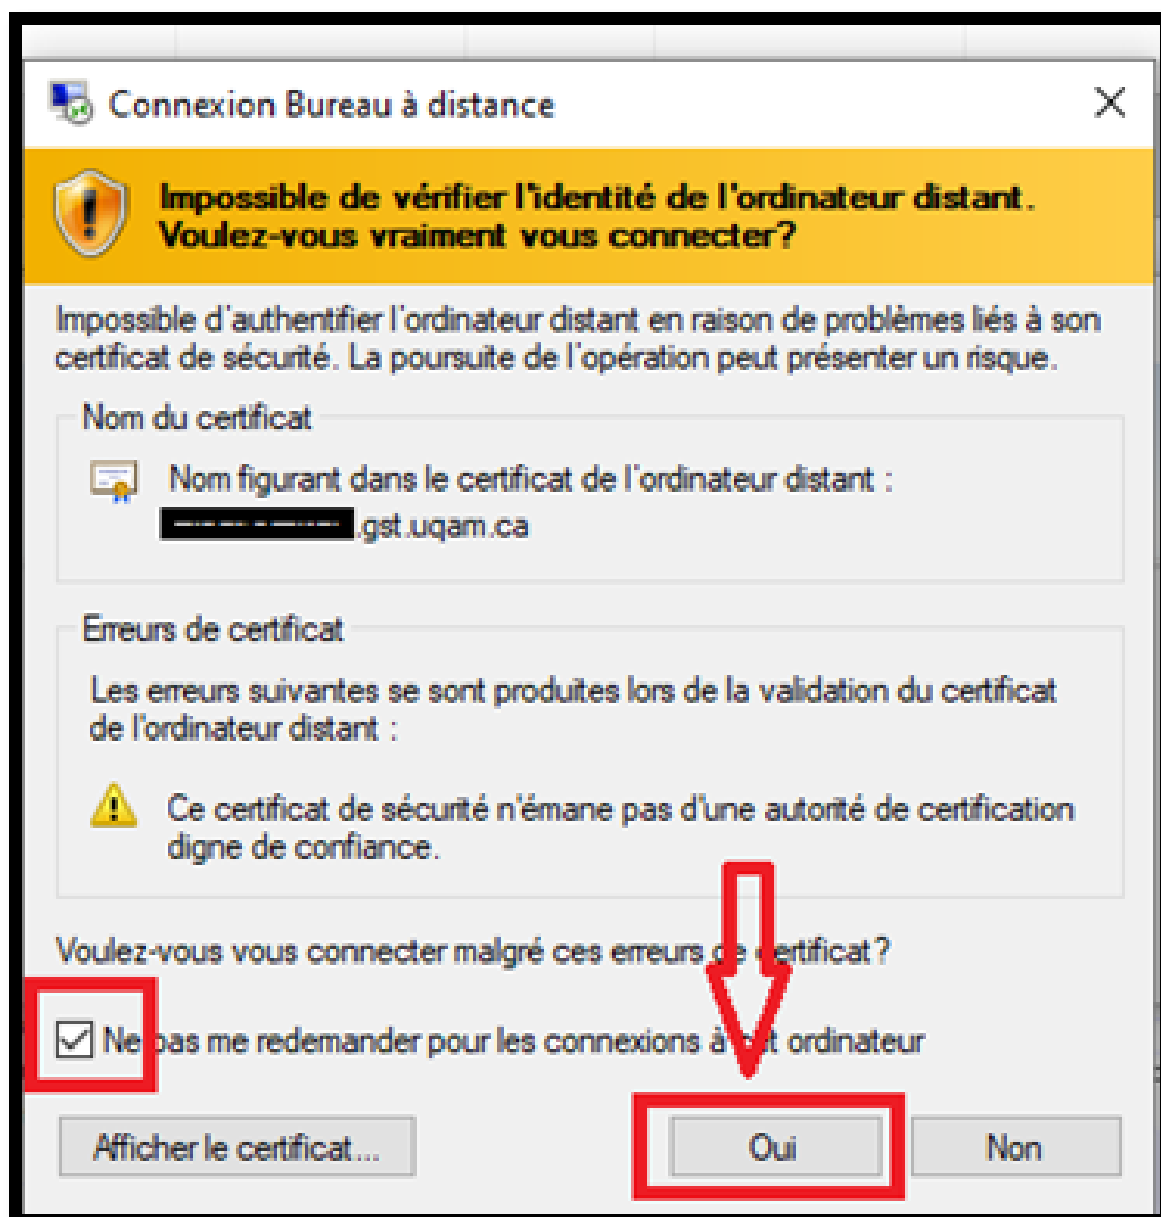 Connexion Bureau à distance
Impossible de vérifier l'identité de l'ordinateur distant.
Voulez-vous vraiment vous connecter?
Impossible d'authentifier l'ordinateur distant en raison de problèmes liés à son
certificat de sécurité. La poursuite de l'opération peut présenter un risque.
Nom du certificat
Nom figurant dans le certificat de l'ordinateur distant :
.gst.uqam.ca
Erreurs de certificat
Les erreurs suivantes se sont produites lors de la validation du certificat
de l'ordinateur distant :
Ce certificat de sécurité n'émane pas d'une autorité de certification
digne de confiance.
Voulez-vous vous connecter malgré ces erreurs de certificat?
Ne pas me redemander pour les connexions à cet ordinateur
Afficher le certificat...
Oui
Non